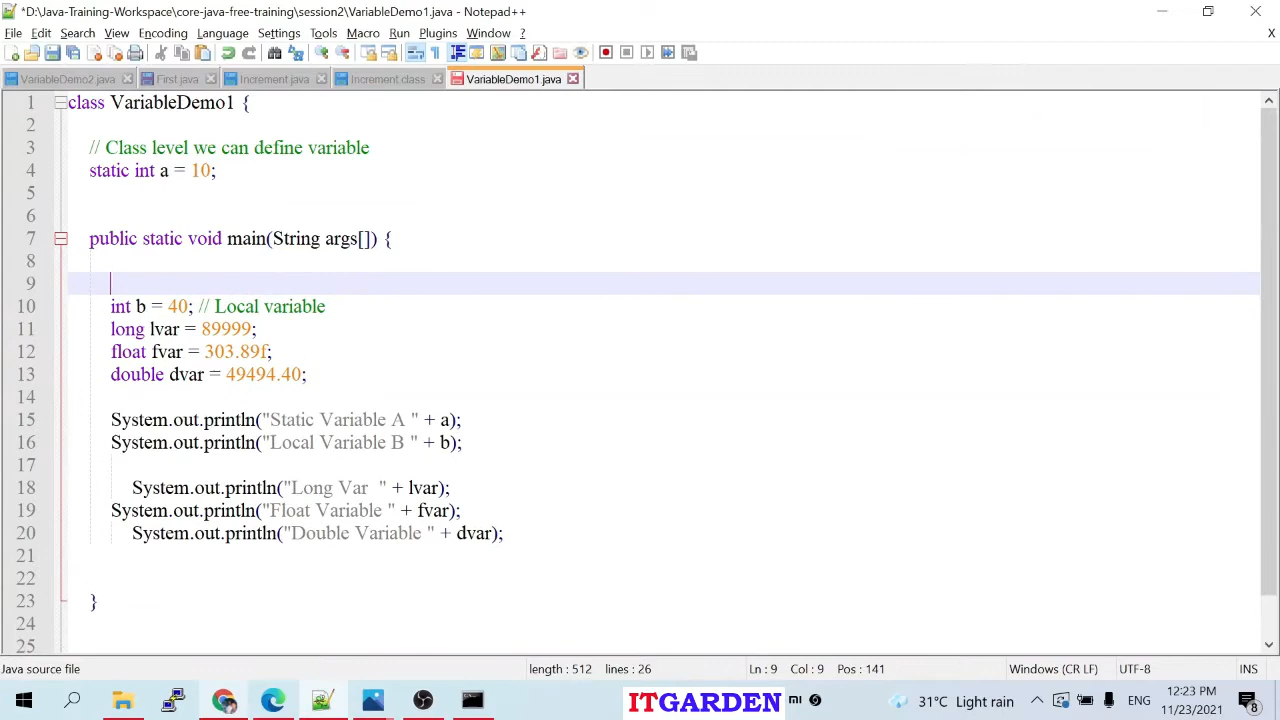 *D:\Java-Training-Workspace\core-java-free-training\session2\VariableDemo1.java - Notepad++
File Edit Search View Encoding Language Settings Tools Macro Run Plugins Window ? X
VariableDemo2.java First.java Increment.java Increment.class VariableDemo1.java
1 class VariableDemo1 {
2
3 // Class level we can define variable
4 static int a = 10;
5
6
7 public static void main(String args[]) {
8
9
10 int b = 40; // Local variable
11 long lvar = 89999;
12 float fvar = 303.89f;
13 double dvar = 49494.40;
14
15 System.out.println("Static Variable A " + a);
16 System.out.println("Local Variable B " + b);
17
18 System.out.println("Long Var  " + lvar);
19 System.out.println("Float Variable " + fvar);
20 System.out.println("Double Variable " + dvar);
21
22
23 }
24
25
Java source file length : 512 lines : 26 Ln : 9 Col : 9 Pos : 141 Windows (CR LF) UTF-8 INS
ITGARDEN mi 31°C Light rain ENG 12:23 PM
11/23/2021 8